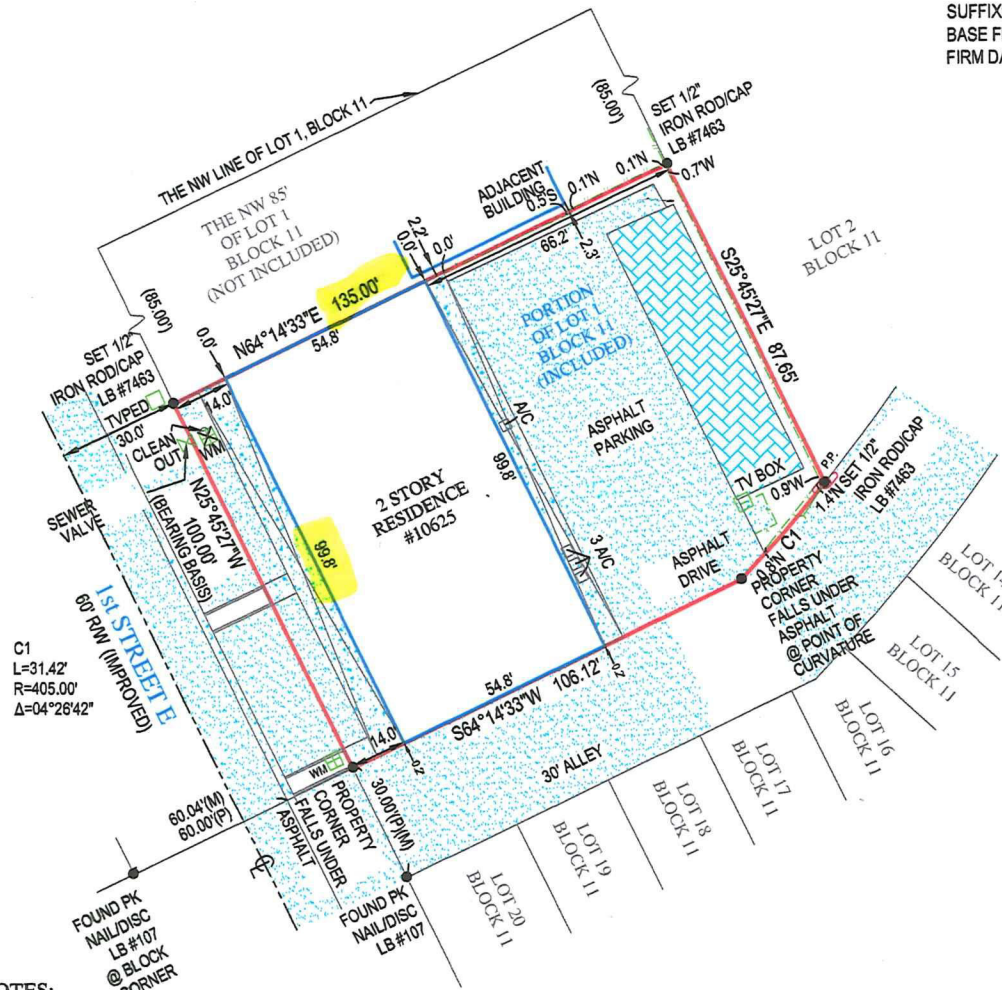 SUFFIX
BASE F
FIRM DA
THE NW LINE OF LOT 1, BLOCK 11
(85.00')
SET 1/2"
IRON ROD/CAP
LB #7463
THE NW 85'
OF LOT 1
BLOCK 11
(NOT INCLUDED)
ADJACENT
BUILDING
0.5'S
0.1'N
0.1'N
0.7'W
2.2'
0.0'
0.0'
66.2'
2.3'
LOT 2
BLOCK 11
(85.00')
SET 1/2"
IRON ROD/CAP
LB #7463
N64°14'33"E 135.00'
54.8'
0.0'
PORTION
OF LOT 1
BLOCK 11
(INCLUDED)
S25°45'27"E 87.65'
TVPED
30.0'
14.0'
CLEAN
OUT
WM
A/C
ASPHALT
PARKING
99.8'
2 STORY
RESIDENCE
#10625
SEWER
VALVE
N25°45'27"W
100.00'
(BEARING BASIS)
99.8'
TV BOX
P.P.
0.9'W
1.4'N
SET 1/2"
IRON ROD/CAP
LB #7463
3 A/C
ASPHALT
DRIVE
0.8'N
C1
PROPERTY
CORNER
FALLS UNDER
ASPHALT
@ POINT OF
CURVATURE
1st STREET E
60' R/W (IMPROVED)
C1
L=31.42'
R=405.00'
Δ=04°26'42"
54.8'
S64°14'33"W 106.12'
0.2'
14.0'
0.2'
WM
30' ALLEY
60.04'(M)
60.00'(P)
PROPERTY
CORNER
FALLS UNDER
ASPHALT
30.00'(P)(M)
℄
LOT 15
BLOCK 11
LOT 16
BLOCK 11
LOT 17
BLOCK 11
LOT 18
BLOCK 11
LOT 19
BLOCK 11
LOT 20
BLOCK 11
FOUND PK
NAIL/DISC
LB #107
@ BLOCK
CORNER
FOUND PK
NAIL/DISC
LB #107
OTES: